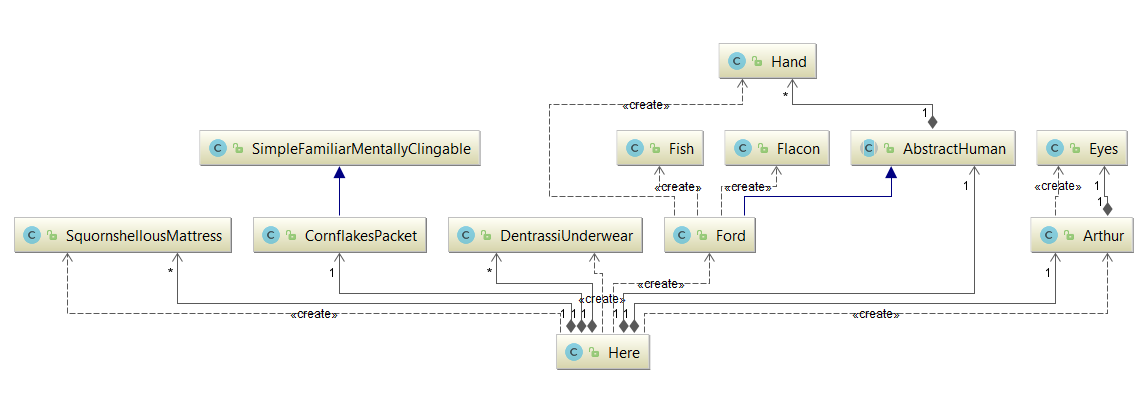 C Hand
«create»
*
1
C SimpleFamiliarMentallyClingable
C Fish
C Flacon
C AbstractHuman
C Eyes
«create»
«create»
1
«create»
1
1
C SquornshellousMattress
C CornflakesPacket
C DentrassiUnderwear
C Ford
C Arthur
*
1
*
1
«create»
«create»
«create»
1
1
1
1
1
«create»
C Here